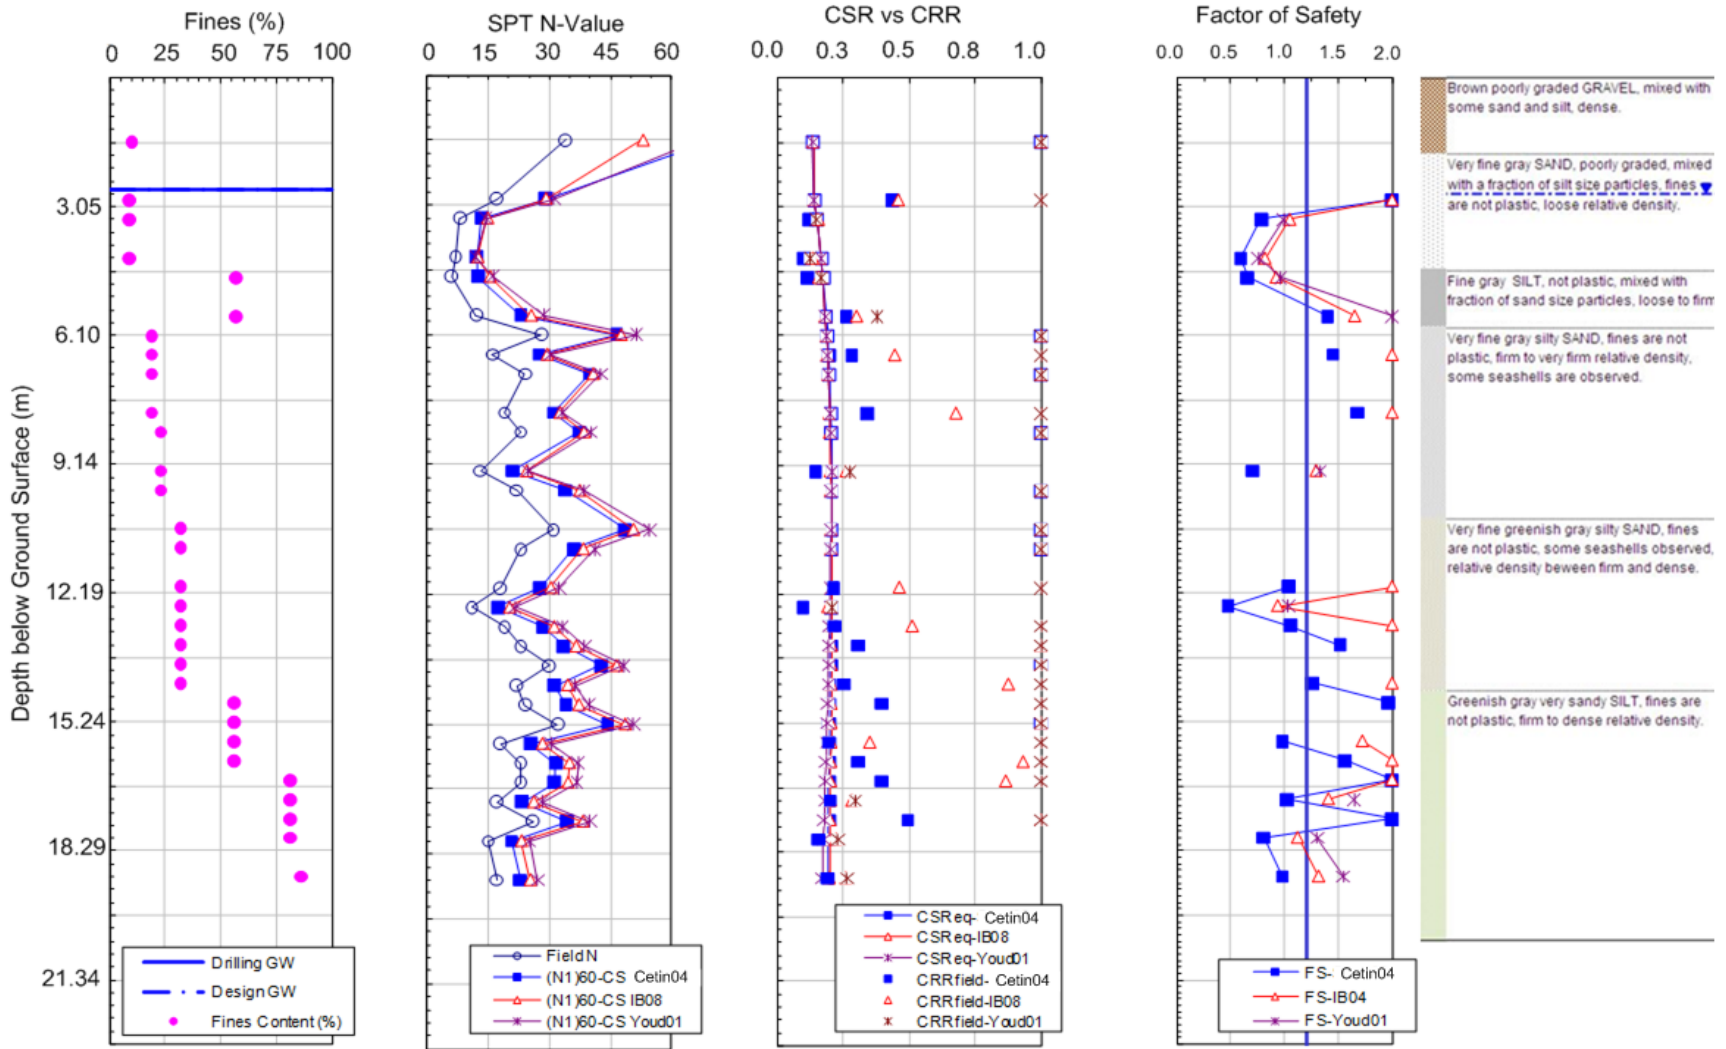 Fines (%)
0 25 50 75 100
SPT N-Value
0 15 30 45 60
CSR vs CRR
0.0 0.3 0.5 0.8 1.0
Factor of Safety
0.0 0.5 1.0 1.5 2.0
Depth below Ground Surface (m)
3.05
6.10
9.14
12.19
15.24
18.29
21.34
Drilling GW
Design GW
Fines Content (%)
Field N
(N1)60-CS Cetin04
(N1)60-CS IB08
(N1)60-CS Youd01
CSReq- Cetin04
CSReq-IB08
CSReq-Youd01
CRRfield- Cetin04
CRRfield-IB08
CRRfield-Youd01
FS- Cetin04
FS-IB04
FS-Youd01
Brown poorly graded GRAVEL, mixed with
some sand and silt, dense.
Very fine gray SAND, poorly graded, mixed
with a fraction of silt size particles, fines
are not plastic, loose relative density.
Fine gray SILT, not plastic, mixed with
fraction of sand size particles, loose to firm
Very fine gray silty SAND, fines are not
plastic, firm to very firm relative density,
some seashells are observed.
Very fine greenish gray silty SAND, fines
are not plastic, some seashells observed,
relative density beween firm and dense.
Greenish gray very sandy SILT, fines are
not plastic, firm to dense relative density.